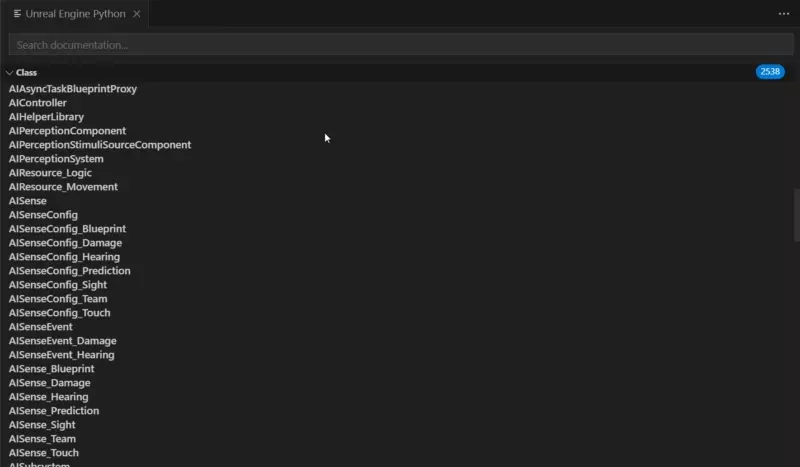 Unreal Engine Python
Search documentation...
Class 2538
AIAsyncTaskBlueprintProxy
AIController
AIHelperLibrary
AIPerceptionComponent
AIPerceptionStimuliSourceComponent
AIPerceptionSystem
AIResource_Logic
AIResource_Movement
AISense
AISenseConfig
AISenseConfig_Blueprint
AISenseConfig_Damage
AISenseConfig_Hearing
AISenseConfig_Prediction
AISenseConfig_Sight
AISenseConfig_Team
AISenseConfig_Touch
AISenseEvent
AISenseEvent_Damage
AISenseEvent_Hearing
AISense_Blueprint
AISense_Damage
AISense_Hearing
AISense_Prediction
AISense_Sight
AISense_Team
AISense_Touch
AISubsystem